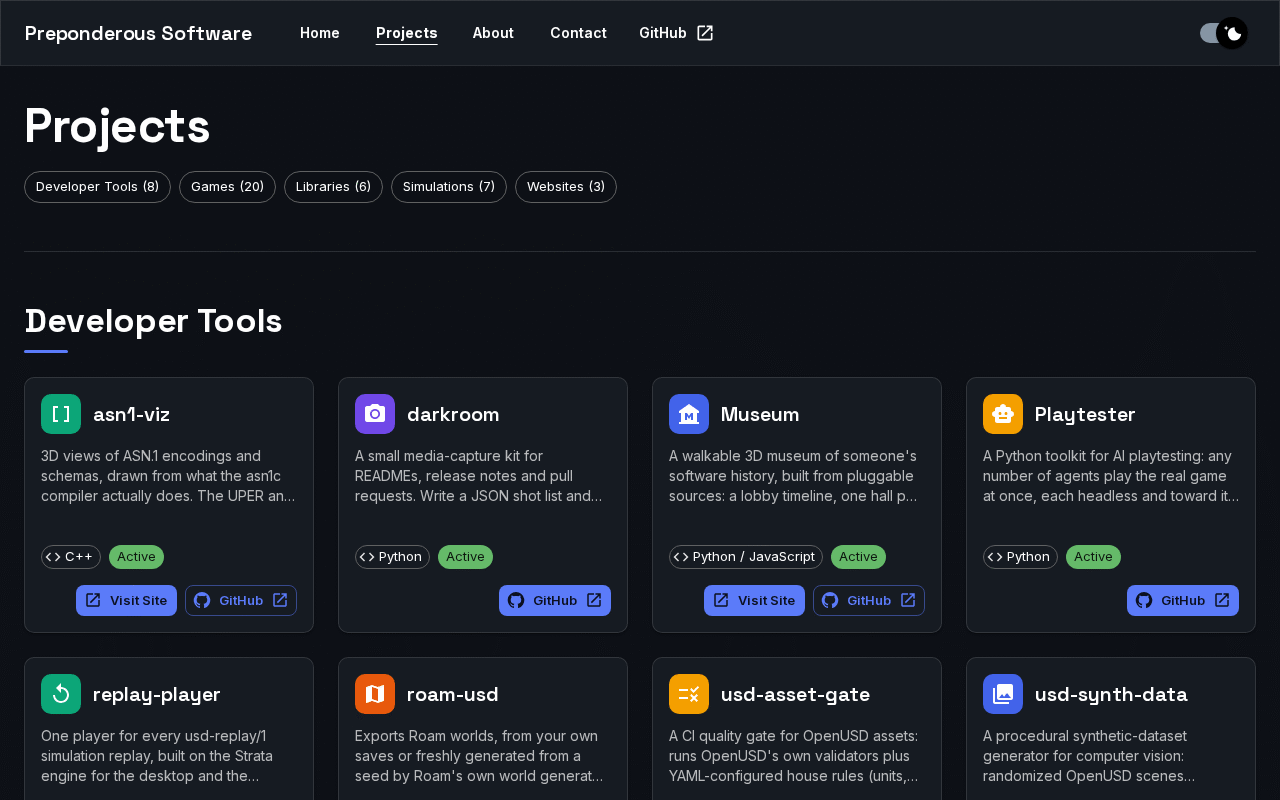 Preponderous Software
Home
Projects
About
Contact
GitHub
Projects
Developer Tools (8)
Games (20)
Libraries (6)
Simulations (7)
Websites (3)
Developer Tools
asn1-viz
3D views of ASN.1 encodings and
schemas, drawn from what the asn1c
compiler actually does. The UPER an...
C++
Active
Visit Site
GitHub
darkroom
A small media-capture kit for
READMEs, release notes and pull
requests. Write a JSON shot list and...
Python
Active
GitHub
Museum
A walkable 3D museum of someone's
software history, built from pluggable
sources: a lobby timeline, one hall p...
Python / JavaScript
Active
Visit Site
GitHub
Playtester
A Python toolkit for AI playtesting: any
number of agents play the real game
at once, each headless and toward it...
Python
Active
GitHub
replay-player
One player for every usd-replay/1
simulation replay, built on the Strata
engine for the desktop and the...
roam-usd
Exports Roam worlds, from your own
saves or freshly generated from a
seed by Roam's own world generat...
usd-asset-gate
A CI quality gate for OpenUSD assets:
runs OpenUSD's own validators plus
YAML-configured house rules (units,...
usd-synth-data
A procedural synthetic-dataset
generator for computer vision:
randomized OpenUSD scenes...